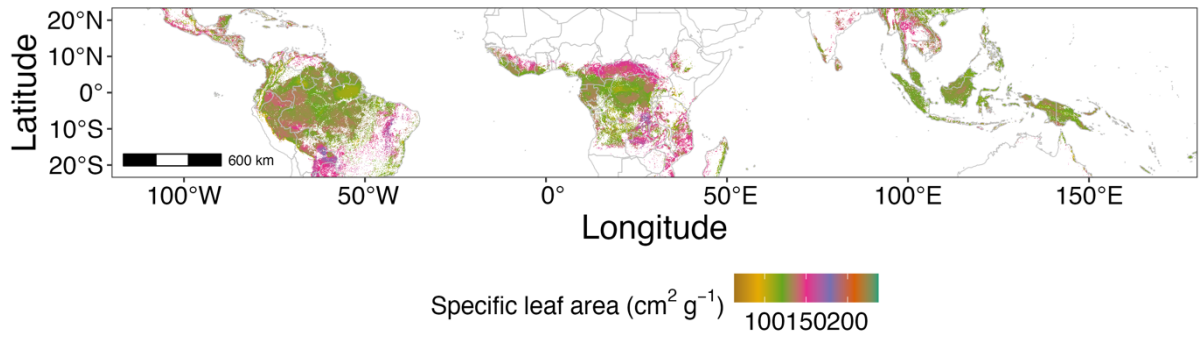 Latitude
20°N
10°N
0°
10°S
20°S
600 km
100°W 50°W 0° 50°E 100°E 150°E
Longitude
Specific leaf area (cm² g⁻¹)
100150200